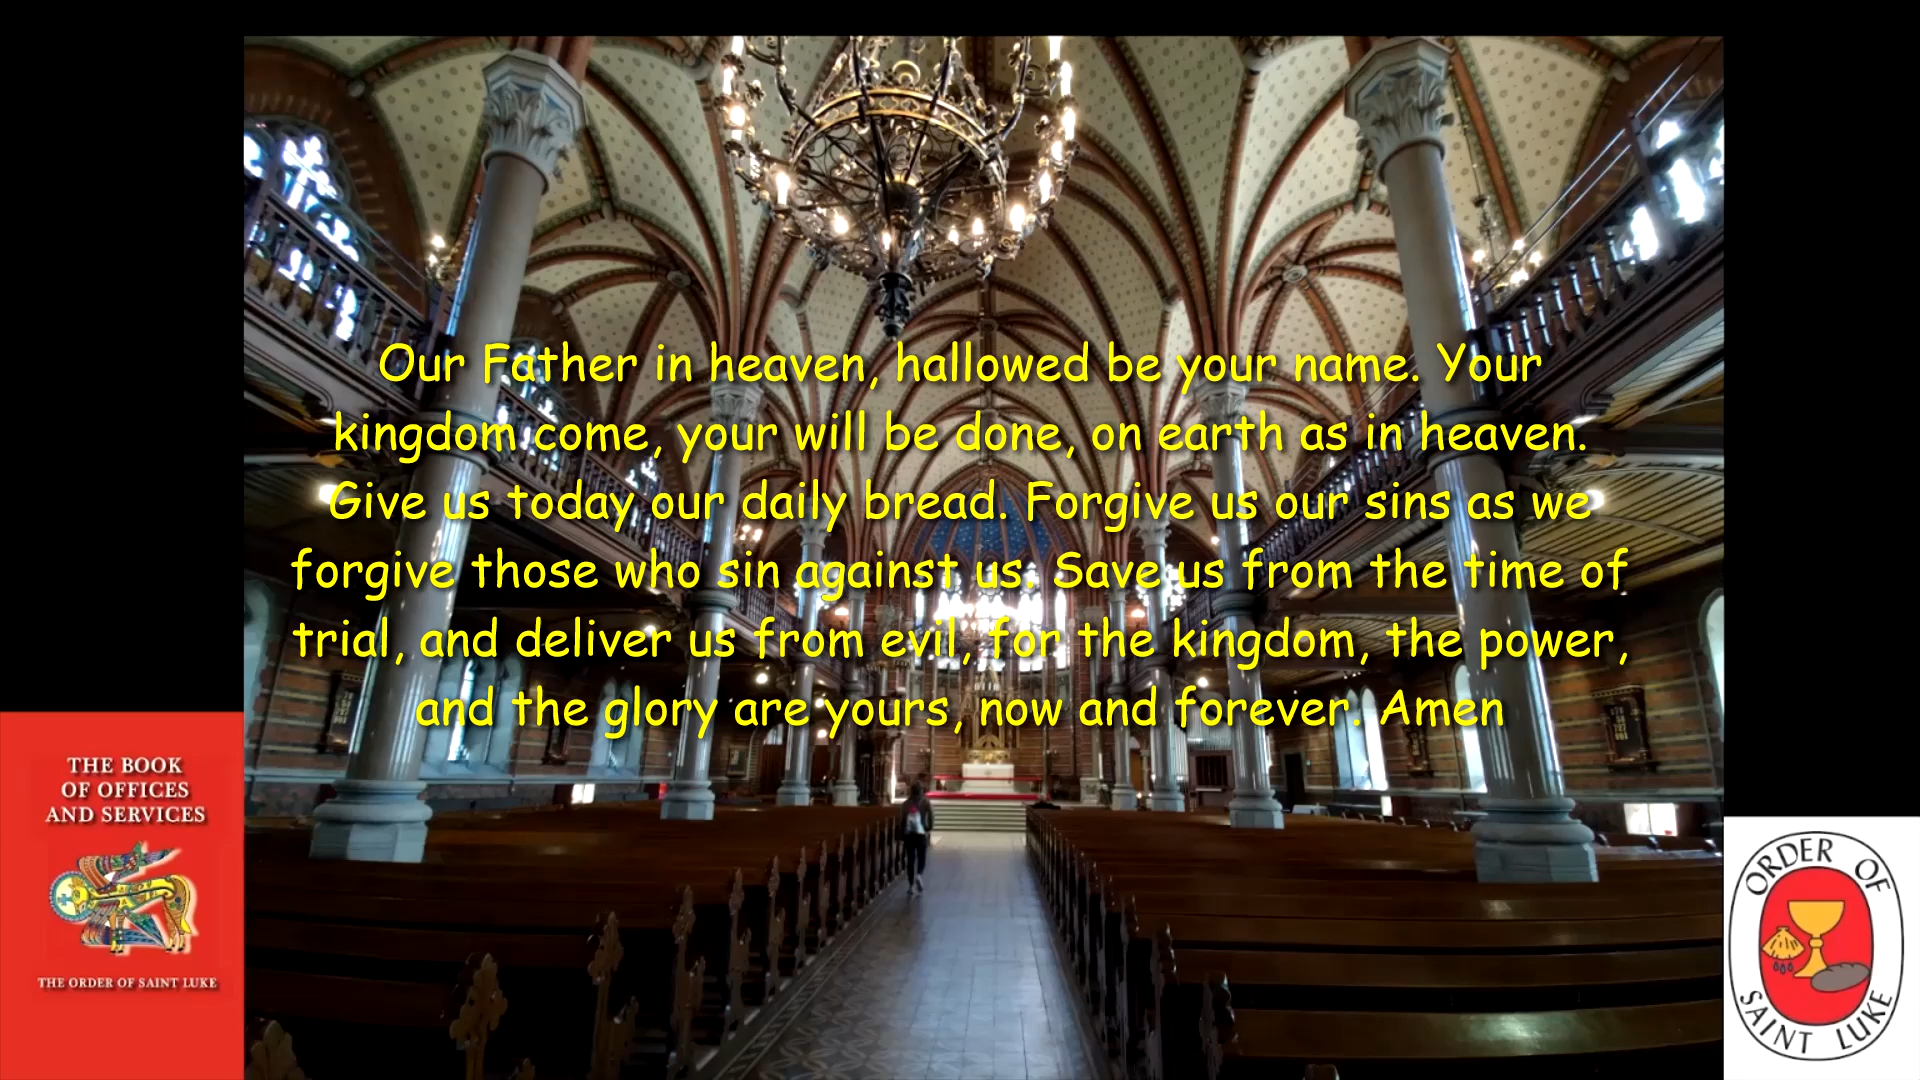 Our Father in heaven, hallowed be your name. Your
kingdom come, your will be done, on earth as in heaven.
Give us today our daily bread. Forgive us our sins as we
forgive those who sin against us. Save us from the time of
trial, and deliver us from evil, for the kingdom, the power,
and the glory are yours, now and forever. Amen
THE BOOK
OF OFFICES
AND SERVICES
THE ORDER OF SAINT LUKE
ORDER OF
SAINT LUKE